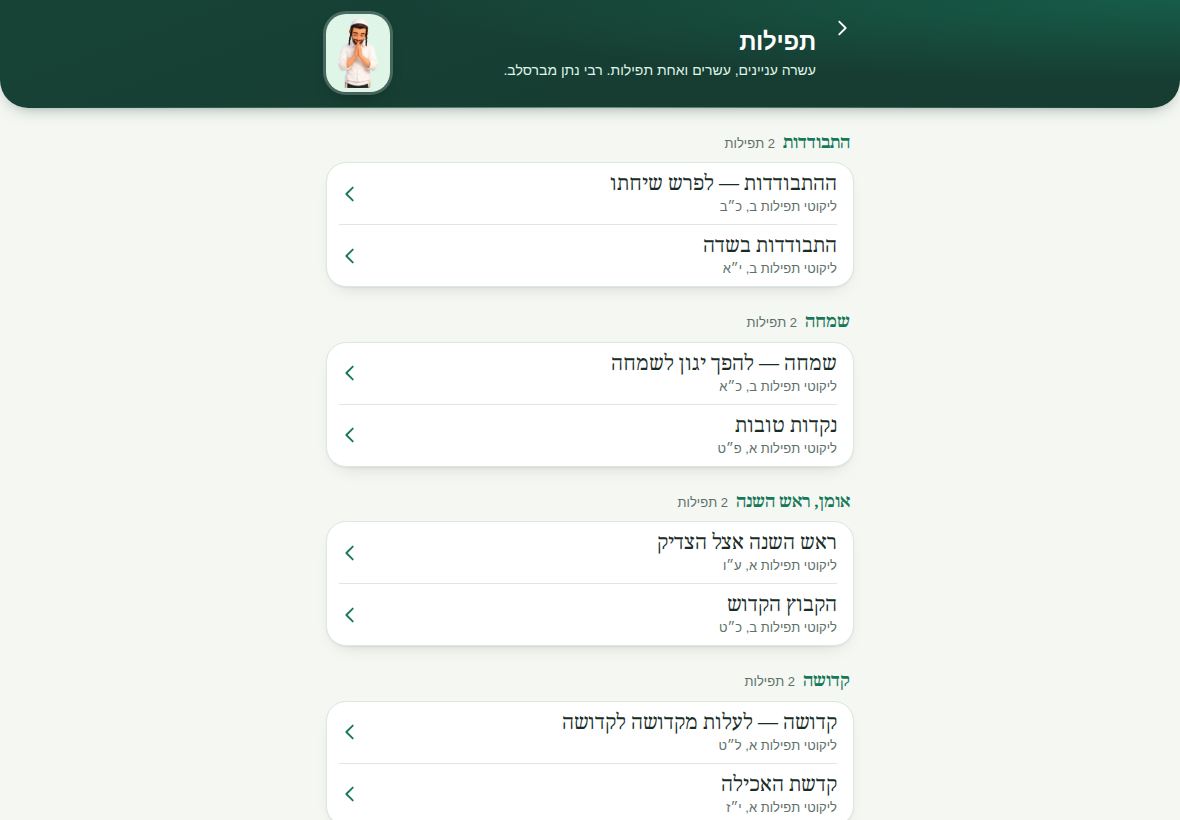 תפילות
עשרה עניינים, עשרים ואחת תפילות. רבי נתן מברסלב.
התבודדות 2 תפילות
ההתבודדות — לפרש שיחתו
ליקוטי תפילות ב, כ״ב
התבודדות בשדה
ליקוטי תפילות ב, י״א
שמחה 2 תפילות
שמחה — להפך יגון לשמחה
ליקוטי תפילות ב, כ״א
נקדות טובות
ליקוטי תפילות א, פ״ט
אומן, ראש השנה 2 תפילות
ראש השנה אצל הצדיק
ליקוטי תפילות א, ע״ו
הקבוץ הקדוש
ליקוטי תפילות ב, כ״ט
קדושה 2 תפילות
קדושה — לעלות מקדושה לקדושה
ליקוטי תפילות א, ל״ט
קדשת האכילה
ליקוטי תפילות א, י״ז